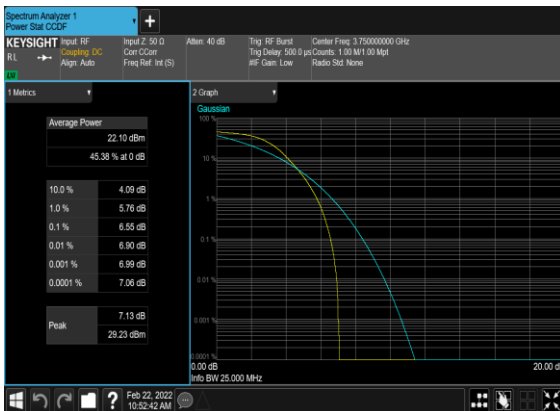 Spectrum Analyzer 1
Power Stat CCDF
+
KEYSIGHT
RL
LV
Input: RF
Coupling: DC
Align: Auto
Input Z: 50 Ω
Corr CCorr
Freq Ref: Int (S)
Atten: 40 dB
Trig: RF Burst
Trig Delay: 500.0 µs
#IF Gain: Low
Center Freq: 3.750000000 GHz
Counts: 1.00 M/1.00 Mpt
Radio Std: None
1 Metrics
Average Power
22.10 dBm
45.38 % at 0 dB
10.0 % 4.09 dB
1.0 % 5.76 dB
0.1 % 6.55 dB
0.01 % 6.90 dB
0.001 % 6.99 dB
0.0001 % 7.06 dB
Peak
7.13 dB
29.23 dBm
2 Graph
Gaussian
100 %
10 %
1 %
0.1 %
0.01 %
0.001 %
0.0001 %
0.00 dB
20.00 d
Info BW 25.000 MHz
?
Feb 22, 2022
10:52:42 AM